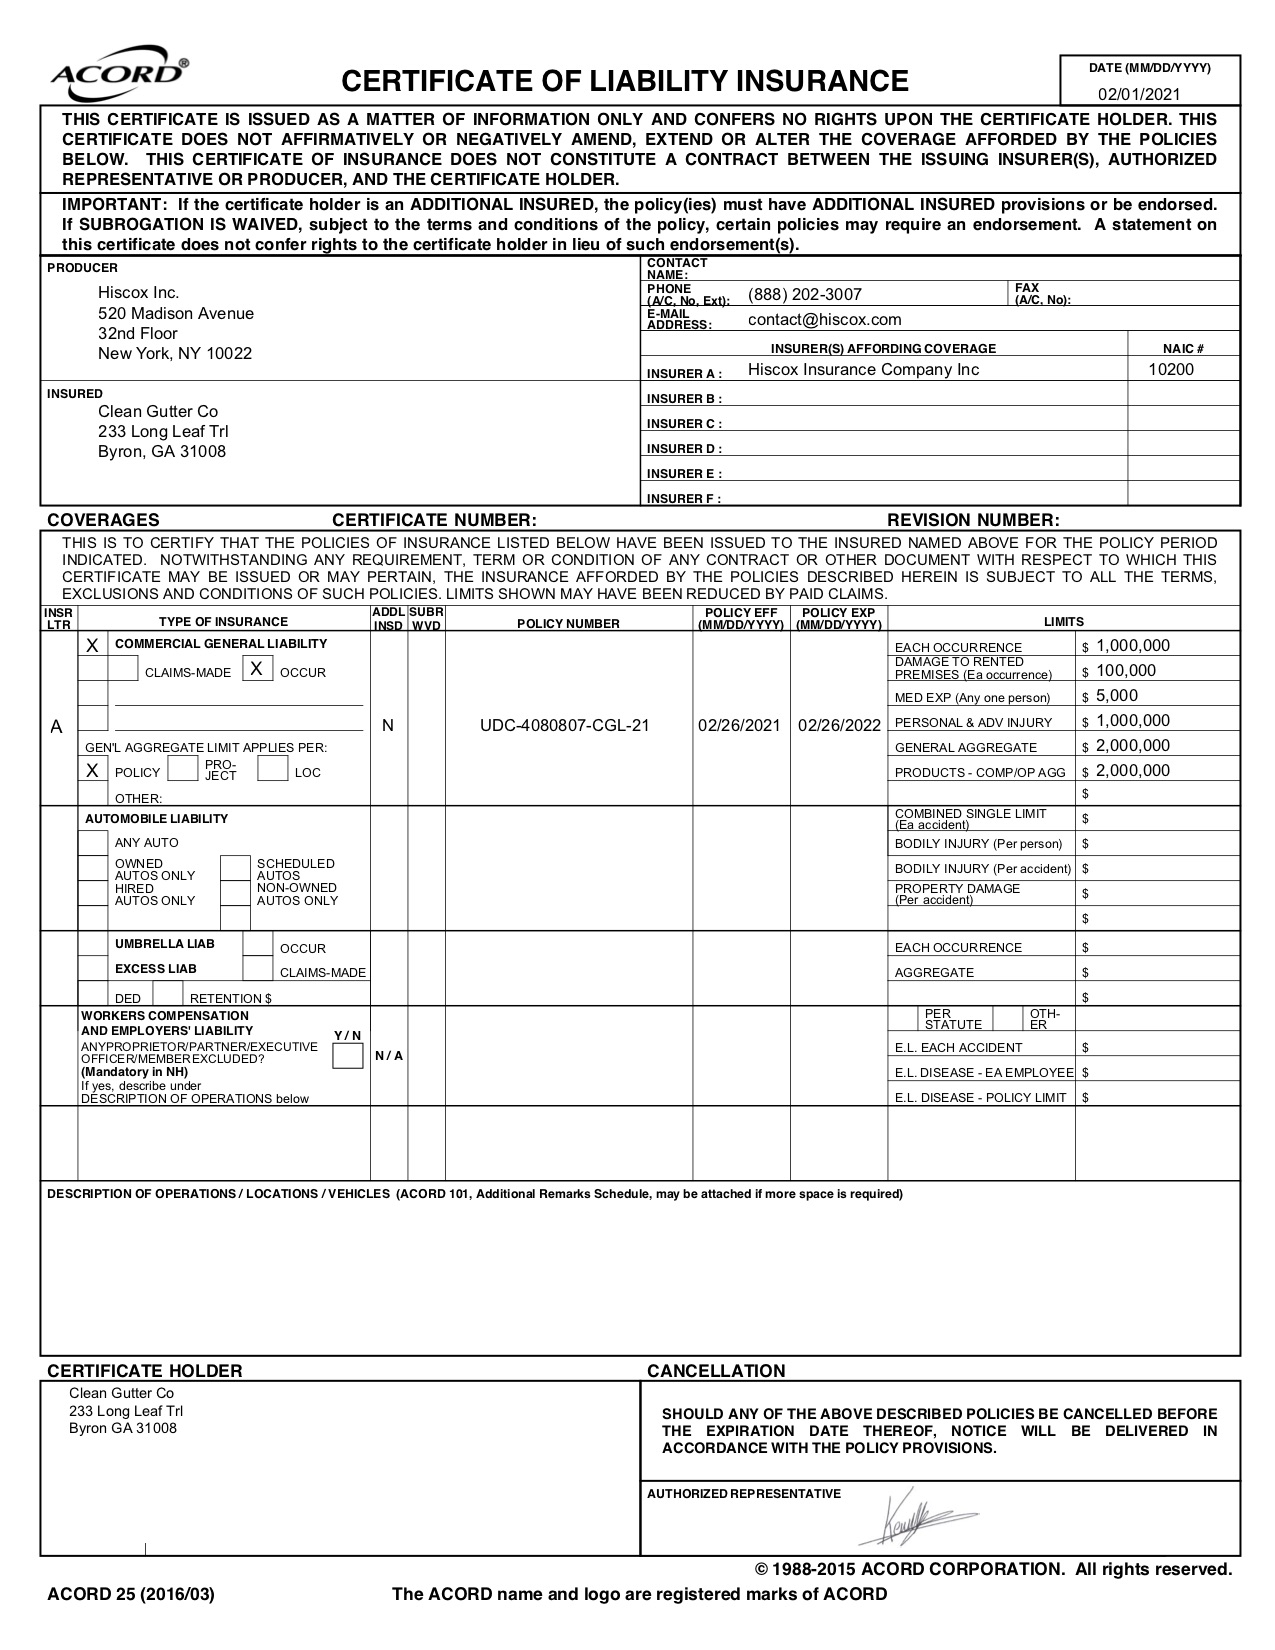 ACORD®
CERTIFICATE OF LIABILITY INSURANCE
DATE (MM/DD/YYYY)
02/01/2021
THIS CERTIFICATE IS ISSUED AS A MATTER OF INFORMATION ONLY AND CONFERS NO RIGHTS UPON THE CERTIFICATE HOLDER. THIS
CERTIFICATE DOES NOT AFFIRMATIVELY OR NEGATIVELY AMEND, EXTEND OR ALTER THE COVERAGE AFFORDED BY THE POLICIES
BELOW. THIS CERTIFICATE OF INSURANCE DOES NOT CONSTITUTE A CONTRACT BETWEEN THE ISSUING INSURER(S), AUTHORIZED
REPRESENTATIVE OR PRODUCER, AND THE CERTIFICATE HOLDER.
IMPORTANT: If the certificate holder is an ADDITIONAL INSURED, the policy(ies) must have ADDITIONAL INSURED provisions or be endorsed.
If SUBROGATION IS WAIVED, subject to the terms and conditions of the policy, certain policies may require an endorsement. A statement on
this certificate does not confer rights to the certificate holder in lieu of such endorsement(s).
PRODUCER
Hiscox Inc.
520 Madison Avenue
32nd Floor
New York, NY 10022
CONTACT
NAME:
PHONE
(A/C, No, Ext): (888) 202-3007
FAX
(A/C, No):
E-MAIL
ADDRESS: contact@hiscox.com
INSURER(S) AFFORDING COVERAGE NAIC #
INSURER A : Hiscox Insurance Company Inc 10200
INSURED
Clean Gutter Co
233 Long Leaf Trl
Byron, GA 31008
INSURER B :
INSURER C :
INSURER D :
INSURER E :
INSURER F :
COVERAGES CERTIFICATE NUMBER: REVISION NUMBER:
THIS IS TO CERTIFY THAT THE POLICIES OF INSURANCE LISTED BELOW HAVE BEEN ISSUED TO THE INSURED NAMED ABOVE FOR THE POLICY PERIOD
INDICATED. NOTWITHSTANDING ANY REQUIREMENT, TERM OR CONDITION OF ANY CONTRACT OR OTHER DOCUMENT WITH RESPECT TO WHICH THIS
CERTIFICATE MAY BE ISSUED OR MAY PERTAIN, THE INSURANCE AFFORDED BY THE POLICIES DESCRIBED HEREIN IS SUBJECT TO ALL THE TERMS,
EXCLUSIONS AND CONDITIONS OF SUCH POLICIES. LIMITS SHOWN MAY HAVE BEEN REDUCED BY PAID CLAIMS.
INSR
LTR
TYPE OF INSURANCE
ADDL
INSD
SUBR
WVD
POLICY NUMBER
POLICY EFF
(MM/DD/YYYY)
POLICY EXP
(MM/DD/YYYY)
LIMITS
A
X COMMERCIAL GENERAL LIABILITY
CLAIMS-MADE X OCCUR
GEN'L AGGREGATE LIMIT APPLIES PER:
X POLICY PRO-
JECT LOC
OTHER:
N
UDC-4080807-CGL-21
02/26/2021
02/26/2022
EACH OCCURRENCE $ 1,000,000
DAMAGE TO RENTED
PREMISES (Ea occurrence) $ 100,000
MED EXP (Any one person) $ 5,000
PERSONAL & ADV INJURY $ 1,000,000
GENERAL AGGREGATE $ 2,000,000
PRODUCTS - COMP/OP AGG $ 2,000,000
$
AUTOMOBILE LIABILITY
ANY AUTO
OWNED
AUTOS ONLY
SCHEDULED
AUTOS
HIRED
AUTOS ONLY
NON-OWNED
AUTOS ONLY
COMBINED SINGLE LIMIT
(Ea accident) $
BODILY INJURY (Per person) $
BODILY INJURY (Per accident) $
PROPERTY DAMAGE
(Per accident) $
$
UMBRELLA LIAB OCCUR
EXCESS LIAB CLAIMS-MADE
DED RETENTION $
EACH OCCURRENCE $
AGGREGATE $
$
WORKERS COMPENSATION
AND EMPLOYERS' LIABILITY
Y / N
ANYPROPRIETOR/PARTNER/EXECUTIVE
OFFICER/MEMBER EXCLUDED?
(Mandatory in NH)
If yes, describe under
DESCRIPTION OF OPERATIONS below
N / A
PER
STATUTE
OTH-
ER
E.L. EACH ACCIDENT $
E.L. DISEASE - EA EMPLOYEE $
E.L. DISEASE - POLICY LIMIT $
DESCRIPTION OF OPERATIONS / LOCATIONS / VEHICLES (ACORD 101, Additional Remarks Schedule, may be attached if more space is required)
CERTIFICATE HOLDER
Clean Gutter Co
233 Long Leaf Trl
Byron GA 31008
CANCELLATION
SHOULD ANY OF THE ABOVE DESCRIBED POLICIES BE CANCELLED BEFORE
THE EXPIRATION DATE THEREOF, NOTICE WILL BE DELIVERED IN
ACCORDANCE WITH THE POLICY PROVISIONS.
AUTHORIZED REPRESENTATIVE
© 1988-2015 ACORD CORPORATION. All rights reserved.
ACORD 25 (2016/03) The ACORD name and logo are registered marks of ACORD